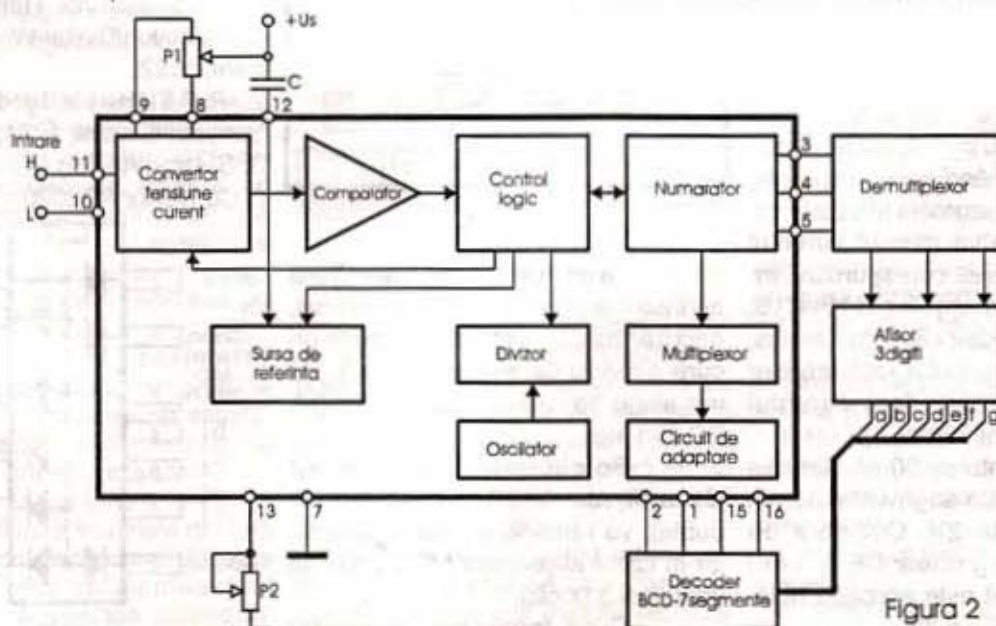 +Us
P1
C
9
8
12
Intrare
H
11
L
10
Convertor
tensiune
curent
Comparator
Control
logic
Numarator
3
4
5
Demultiplexor
Sursa de
referinta
Divizor
Multiplexor
Afisor
3digiti
a b c d e f g
Oscilator
Circuit de
adaptare
13
7
2
1
15
16
P2
Decoder
BCD-7segmente
Figura 2